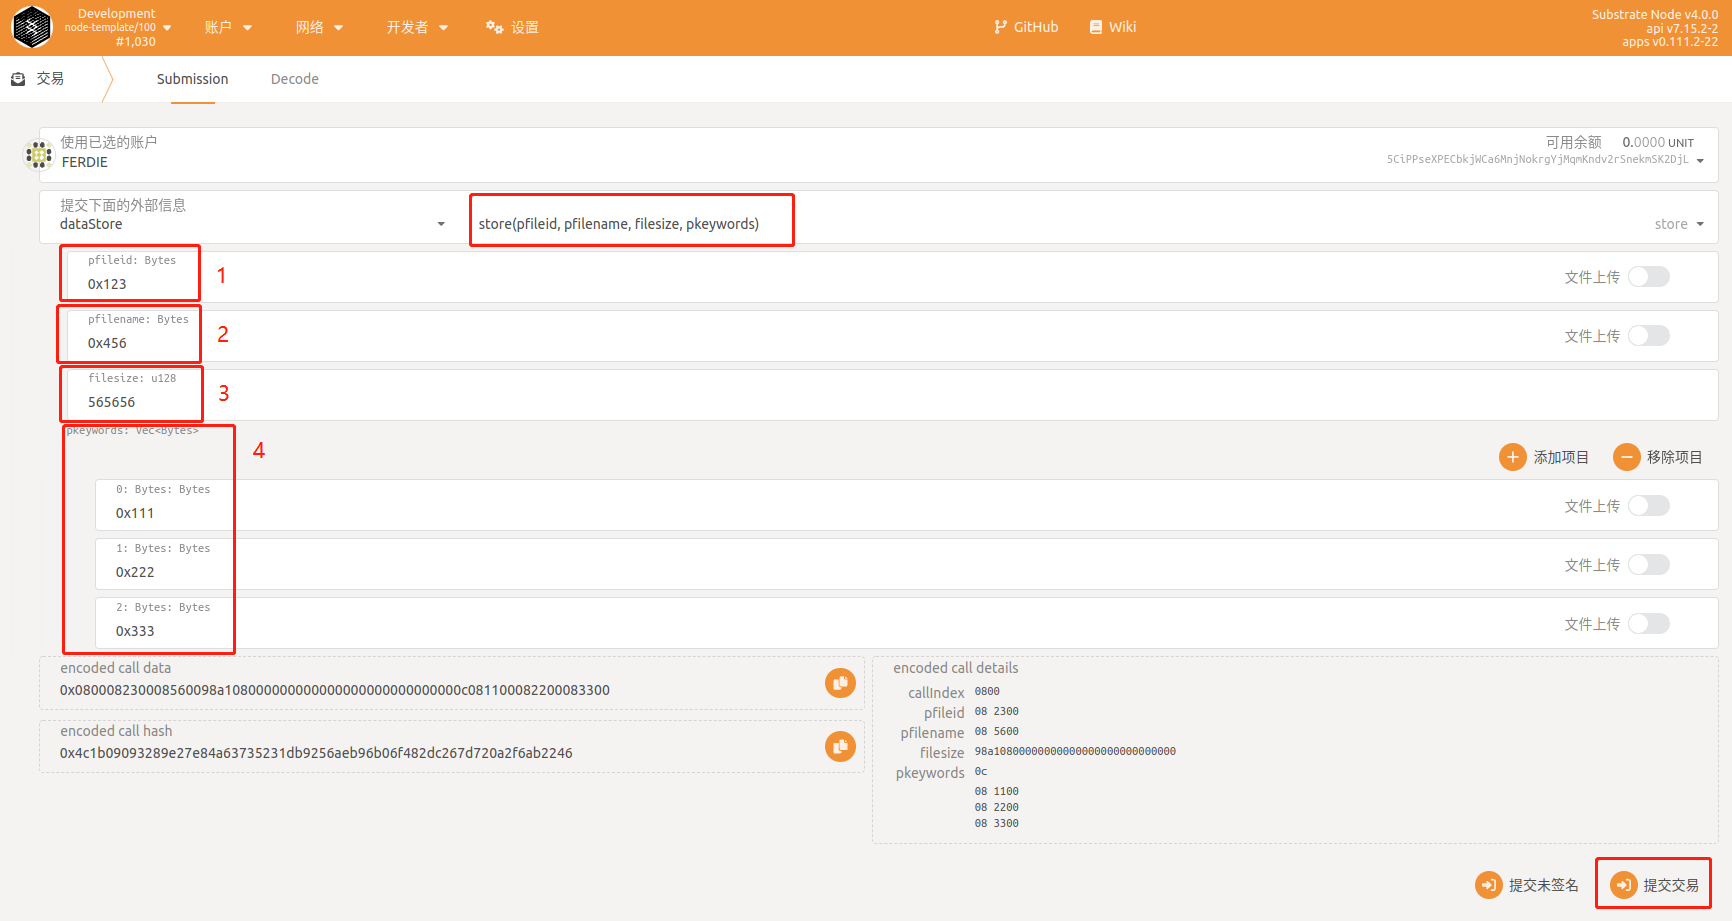 Development
node-template/100
#1,030
账户
网络
开发者
设置
GitHub
Wiki
Substrate Node v4.0.0
api v7.15.2-2
apps v0.111.2-22
交易
Submission
Decode
使用已选的账户
FERDIE
可用余额 0.0000 UNIT
5CiPPseXPECbkjWCa6MnjNokrgYjMqmKndv2rSnekmSK2DjL
提交下面的外部信息
dataStore
store(pfileid, pfilename, filesize, pkeywords)
store
pfileid: Bytes
0x123
1
文件上传
pfilename: Bytes
0x456
2
文件上传
filesize: u128
565656
3
pkeywords: Vec<Bytes>
4
添加项目
移除项目
0: Bytes: Bytes
0x111
文件上传
1: Bytes: Bytes
0x222
文件上传
2: Bytes: Bytes
0x333
文件上传
encoded call data
0x080008230008560098a108000000000000000000000000000c081100082200083300
encoded call hash
0x4c1b09093289e27e84a63735231db9256aeb96b06f482dc267d720a2f6ab2246
encoded call details
callIndex 0800
pfileid 08 2300
pfilename 08 5600
filesize 98a10800000000000000000000000000
pkeywords 0c
08 1100
08 2200
08 3300
提交未签名
提交交易